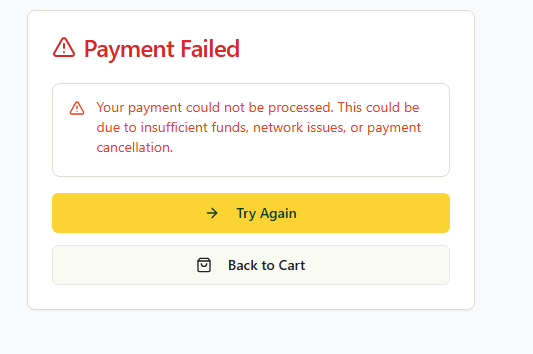 Payment Failed
Your payment could not be processed. This could be
due to insufficient funds, network issues, or payment
cancellation.
Try Again
Back to Cart